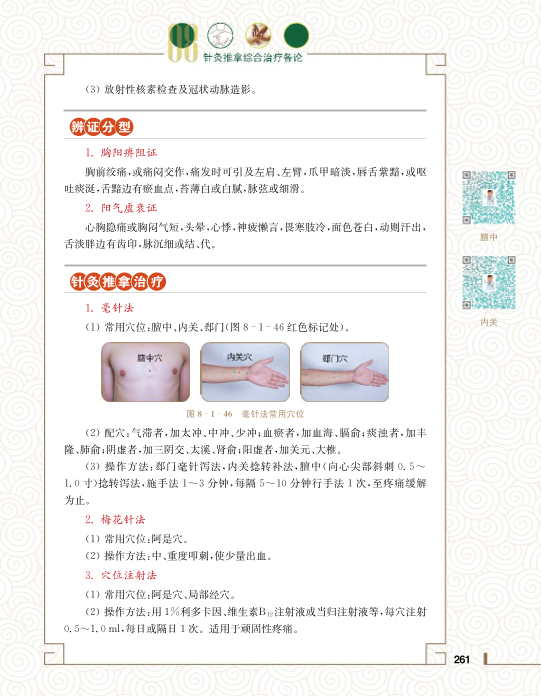 08
针灸推拿综合治疗备论
(3) 放射性核素检查及冠状动脉造影。
辨证分型
1. 胸阳痹阻证
胸前绞痛,或痛闷交作,痛发时可引及左肩、左臂,爪甲暗淡,唇舌紫黯,或呕
吐痰涎,舌黯边有瘀血点,苔薄白或白腻,脉弦或细滑。
2. 阳气虚衰证
心胸隐痛或胸闷气短,头晕,心悸,神疲懒言,畏寒肢冷,面色苍白,动则汗出,
舌淡胖边有齿印,脉沉细或结、代。
针灸推拿治疗
1. 毫针法
(1) 常用穴位:膻中、内关、郄门(图 8-1-46 红色标记处)。
膻中穴
内关穴
郄门穴
图 8-1-46 毫针法常用穴位
(2) 配穴:气滞者,加太冲、中冲、少冲;血瘀者,加血海、膈俞;痰浊者,加丰
隆、肺俞;阴虚者,加三阴交、太溪、肾俞;阳虚者,加关元、大椎。
(3) 操作方法:郄门毫针泻法,内关捻转补法,膻中(向心尖部斜刺 0.5~
1.0 寸)捻转泻法,施手法 1~3 分钟,每隔 5~10 分钟行手法 1 次,至疼痛缓解
为止。
2. 梅花针法
(1) 常用穴位:阿是穴。
(2) 操作方法:中、重度叩刺,使少量出血。
3. 穴位注射法
(1) 常用穴位:阿是穴、局部经穴。
(2) 操作方法:用 1%利多卡因、维生素B₁₂注射液或当归注射液等,每穴注射
0.5~1.0 ml,每日或隔日 1 次。适用于顽固性疼痛。
膻中
内关
261